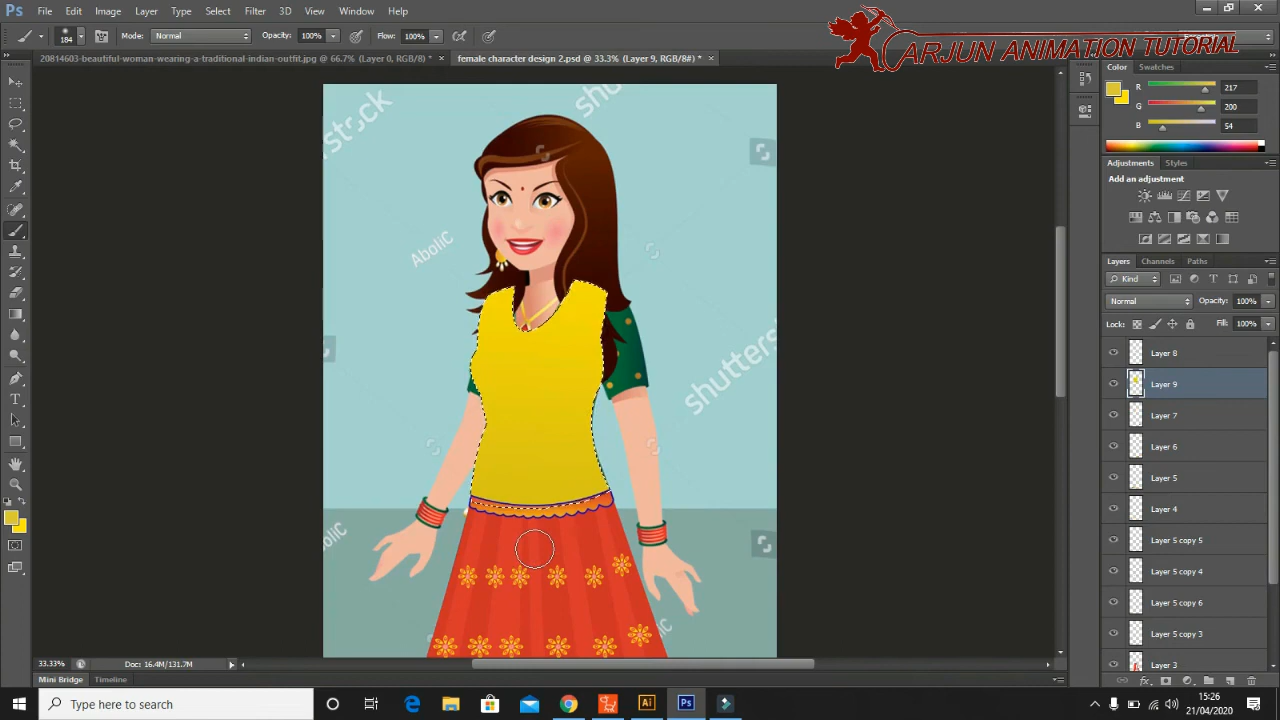 Ps File Edit Image Layer Type Select Filter 3D View Window Help
184 Mode: Normal Opacity: 100% Flow: 100%
CARJUN ANIMATION TUTORIAL
20814603-beautiful-woman-wearing-a-traditional-indian-outfit.jpg @ 66.7% (Layer 0, RGB/8) * × female character design 2.psd @ 33.3% (Layer 9, RGB/8#) * ×
Color Swatches
R 217
G 200
B 54
Adjustments Styles
Add an adjustment
Layers Channels Paths
Kind
Normal Opacity: 100%
Lock: Fill: 100%
Layer 8
Layer 9
Layer 7
Layer 6
Layer 5
Layer 4
Layer 5 copy 5
Layer 5 copy 4
Layer 5 copy 6
Layer 5 copy 3
Layer 3
fx
shutterst
AboliC
33.33% Doc: 16.4M/131.7M
Mini Bridge Timeline
Type here to search
Ai Ps
15:26
21/04/2020